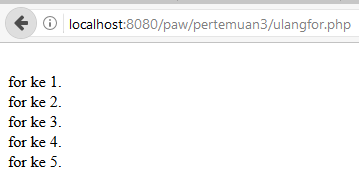 localhost:8080/paw/pertemuan3/ulangfor.php
for ke 1.
for ke 2.
for ke 3.
for ke 4.
for ke 5.